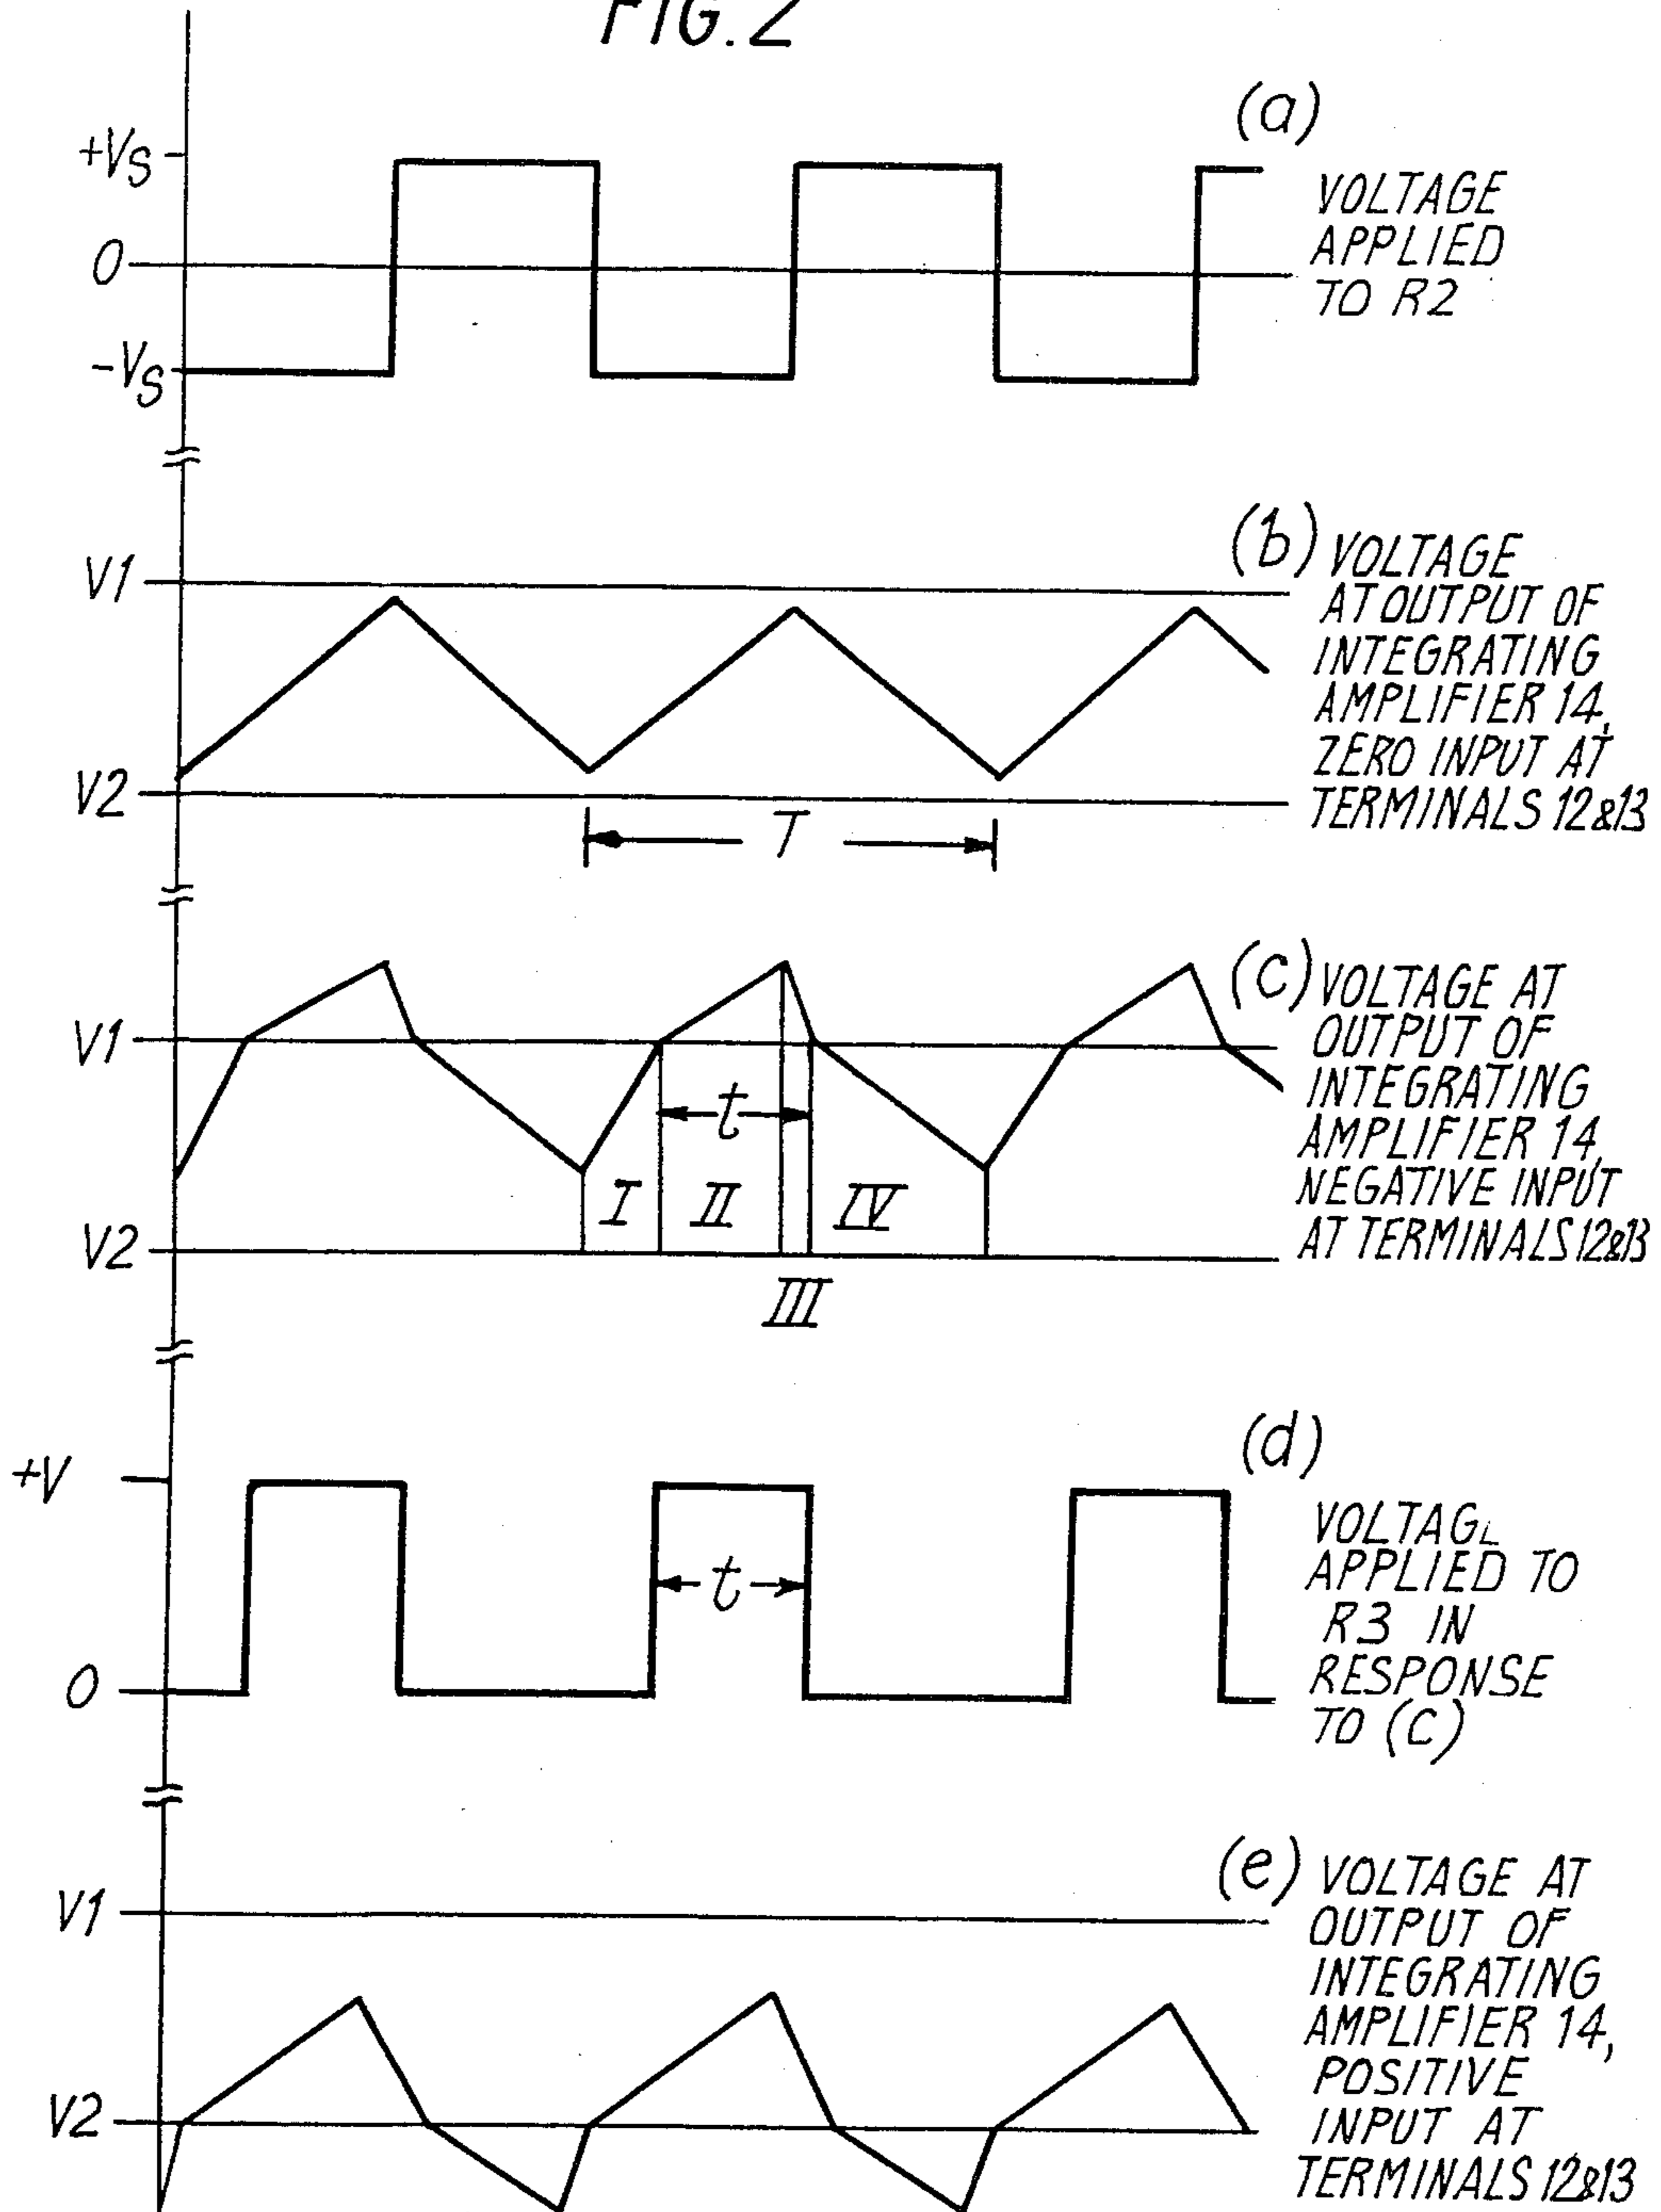 FIG. 2
(a)
+VS
0
-VS
VOLTAGE
APPLIED
TO R2
(b) VOLTAGE
AT OUTPUT OF
INTEGRATING
AMPLIFIER 14,
ZERO INPUT AT
TERMINALS 12&13
V1
V2
T
(c) VOLTAGE AT
OUTPUT OF
INTEGRATING
AMPLIFIER 14,
NEGATIVE INPUT
AT TERMINALS 12&13
V1
t
I II IV
V2
III
(d)
+V
VOLTAGE
APPLIED TO
R3 IN
RESPONSE
TO (C)
t
0
(e) VOLTAGE AT
OUTPUT OF
INTEGRATING
AMPLIFIER 14,
POSITIVE
INPUT AT
TERMINALS 12&13
V1
V2